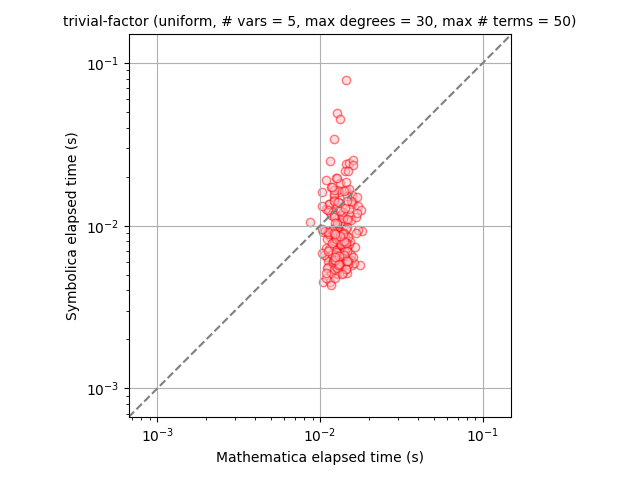 trivial-factor (uniform, # vars = 5, max degrees = 30, max # terms = 50)
Symbolica elapsed time (s)
10⁻¹
10⁻²
10⁻³
10⁻³
10⁻²
10⁻¹
Mathematica elapsed time (s)